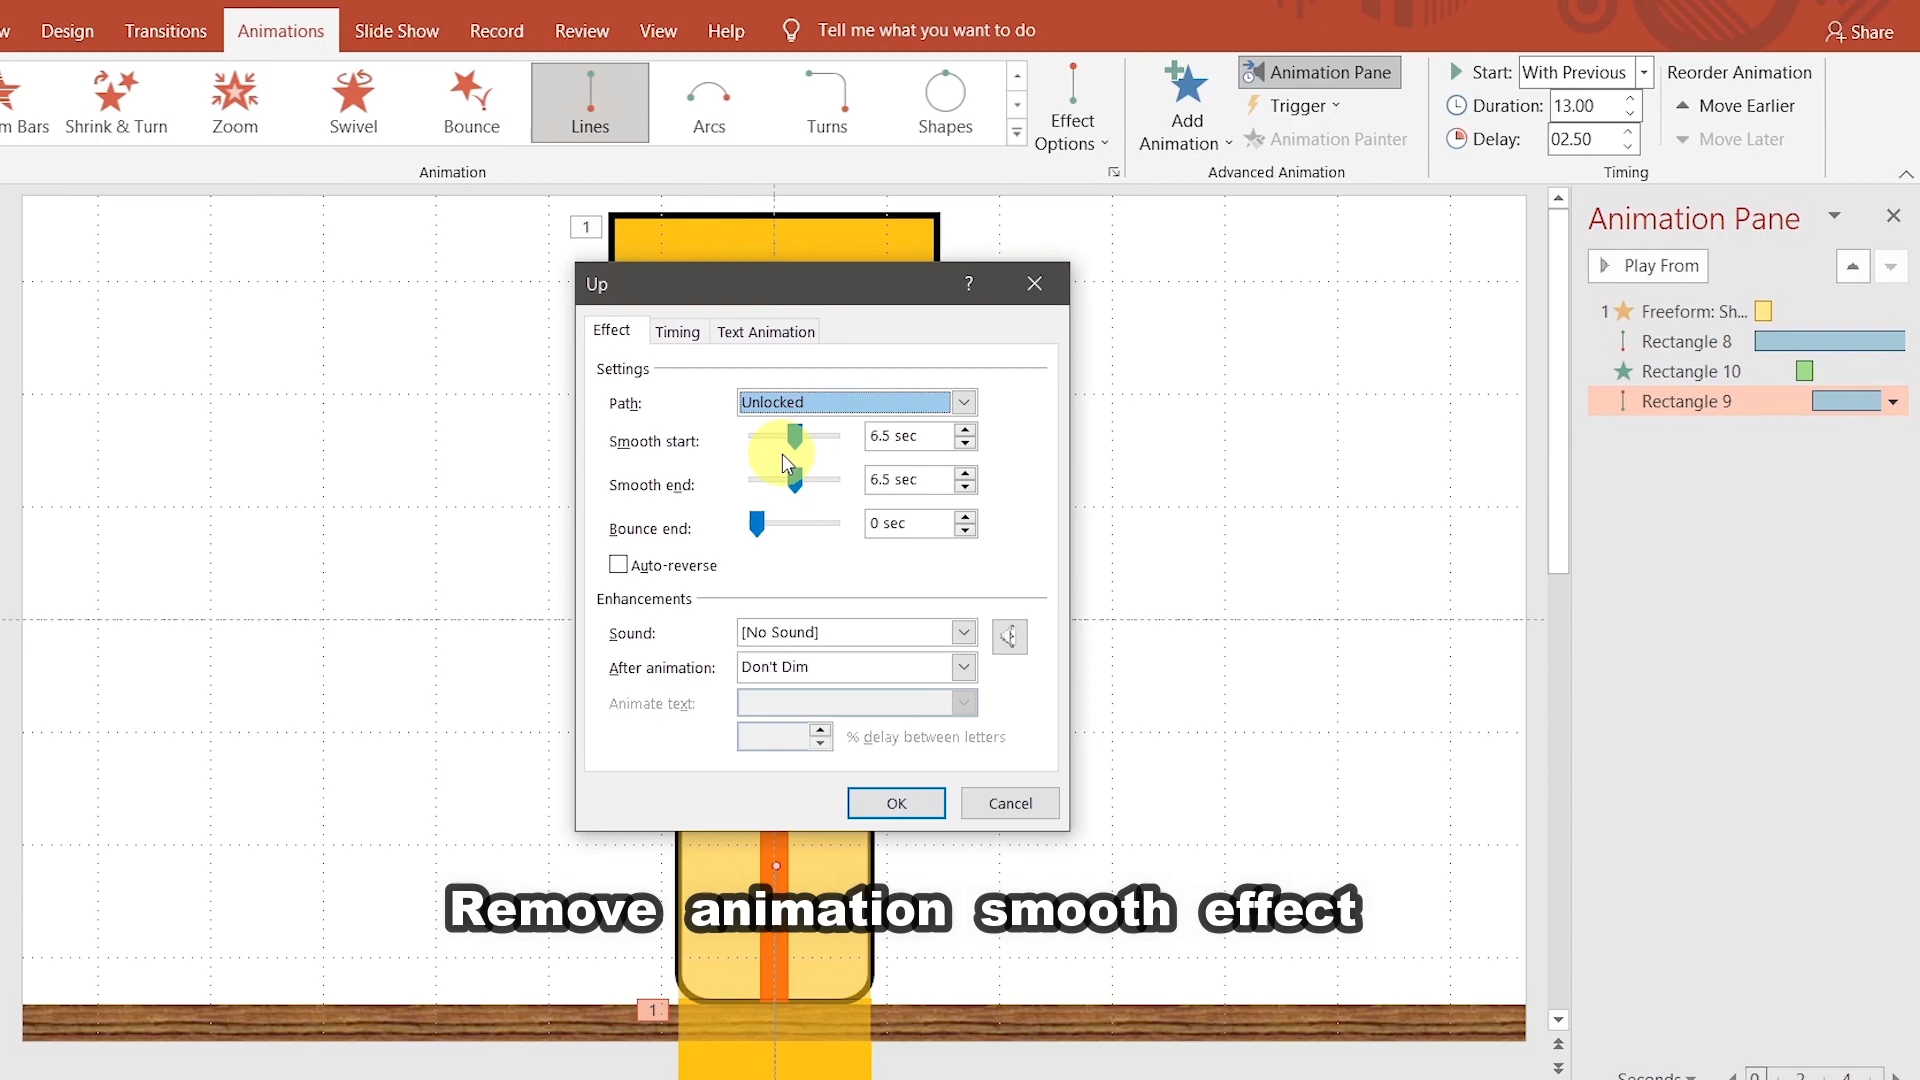 Design Transitions Animations Slide Show Record Review View Help Tell me what you want to do Share
Shrink & Turn Zoom Swivel Bounce Lines Arcs Turns Shapes
Effect Options
Add Animation
Animation Pane
Trigger
Animation Painter
Start: With Previous
Duration: 13.00
Delay: 02.50
Reorder Animation
Move Earlier
Move Later
Animation Advanced Animation Timing
1
Up ? 
Effect Timing Text Animation
Settings
Path: Unlocked
Smooth start: 6.5 sec
Smooth end: 6.5 sec
Bounce end: 0 sec
Auto-reverse
Enhancements
Sound: [No Sound]
After animation: Don't Dim
Animate text:
% delay between letters
OK Cancel
Remove animation smooth effect
1
Animation Pane
Play From
1 Freeform: Sh...
Rectangle 8
Rectangle 10
Rectangle 9
Seconds 0 2 4